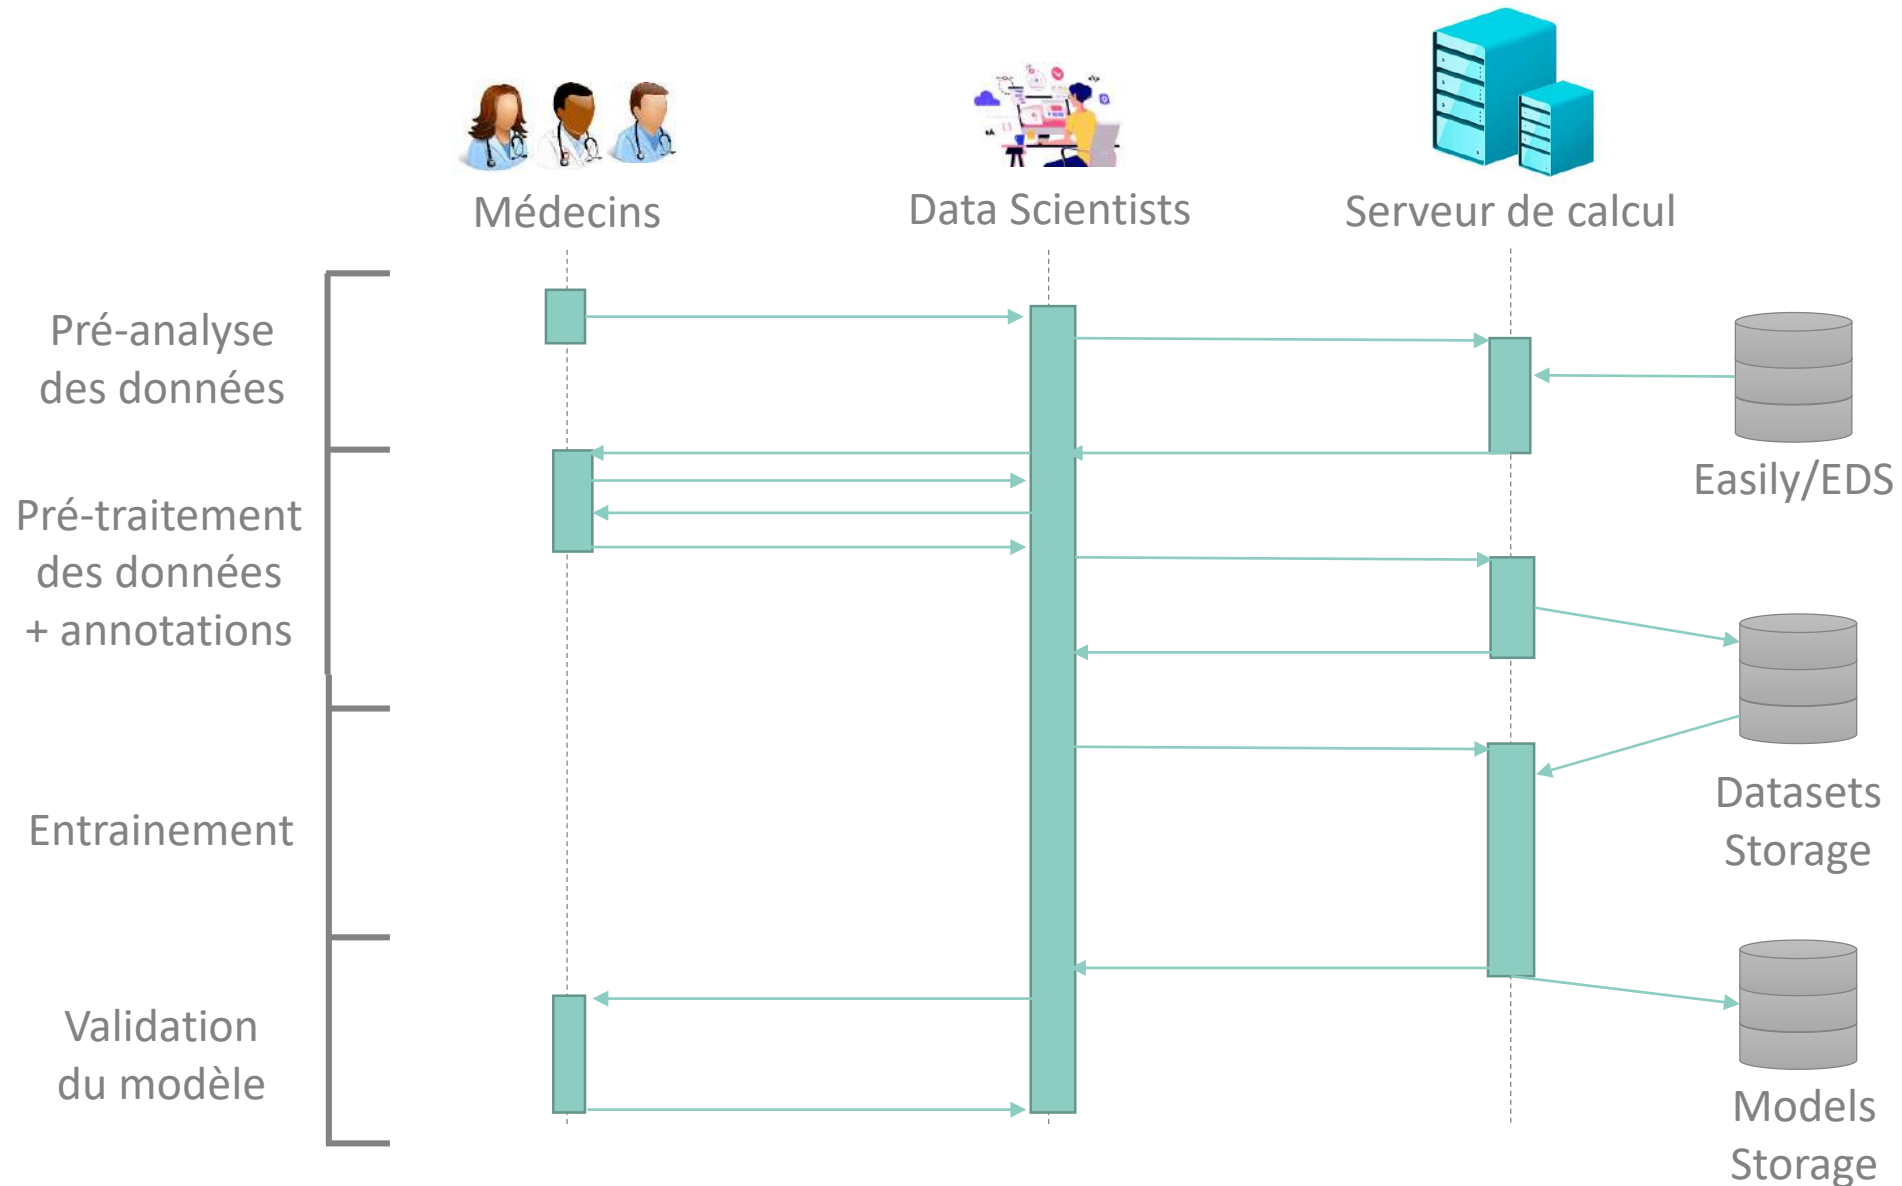 Médecins
Data Scientists
Serveur de calcul
Pré-analyse
des données
Easily/EDS
Pré-traitement
des données
+ annotations
Datasets
Storage
Entrainement
Validation
du modèle
Models
Storage